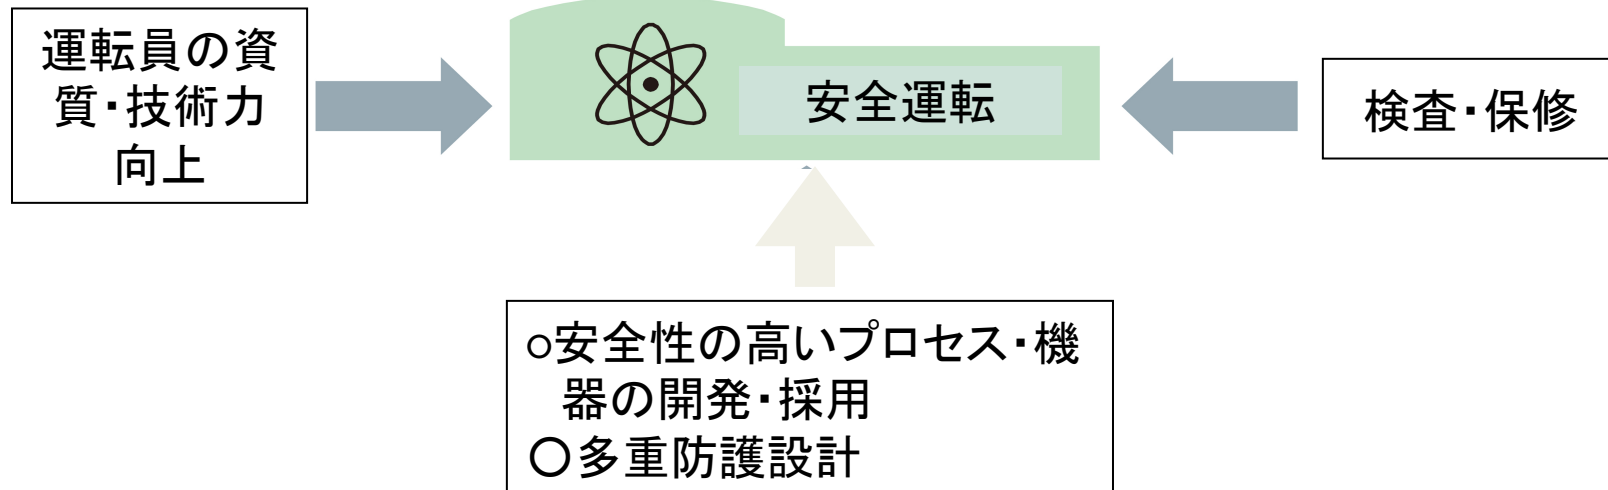 運転員の資
質・技術力
向上
安全運転
検査・保修
○安全性の高いプロセス・機
器の開発・採用
〇多重防護設計